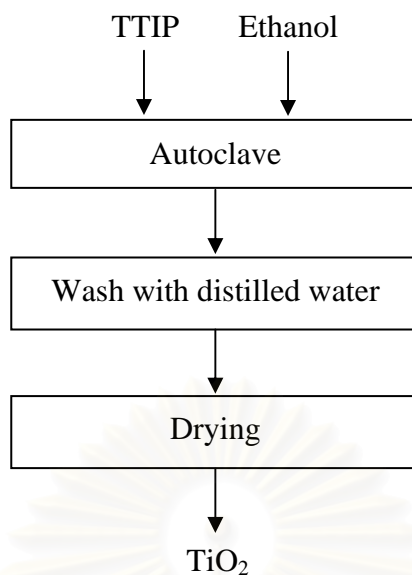 TTIP Ethanol
Autoclave
Wash with distilled water
Drying
TiO₂